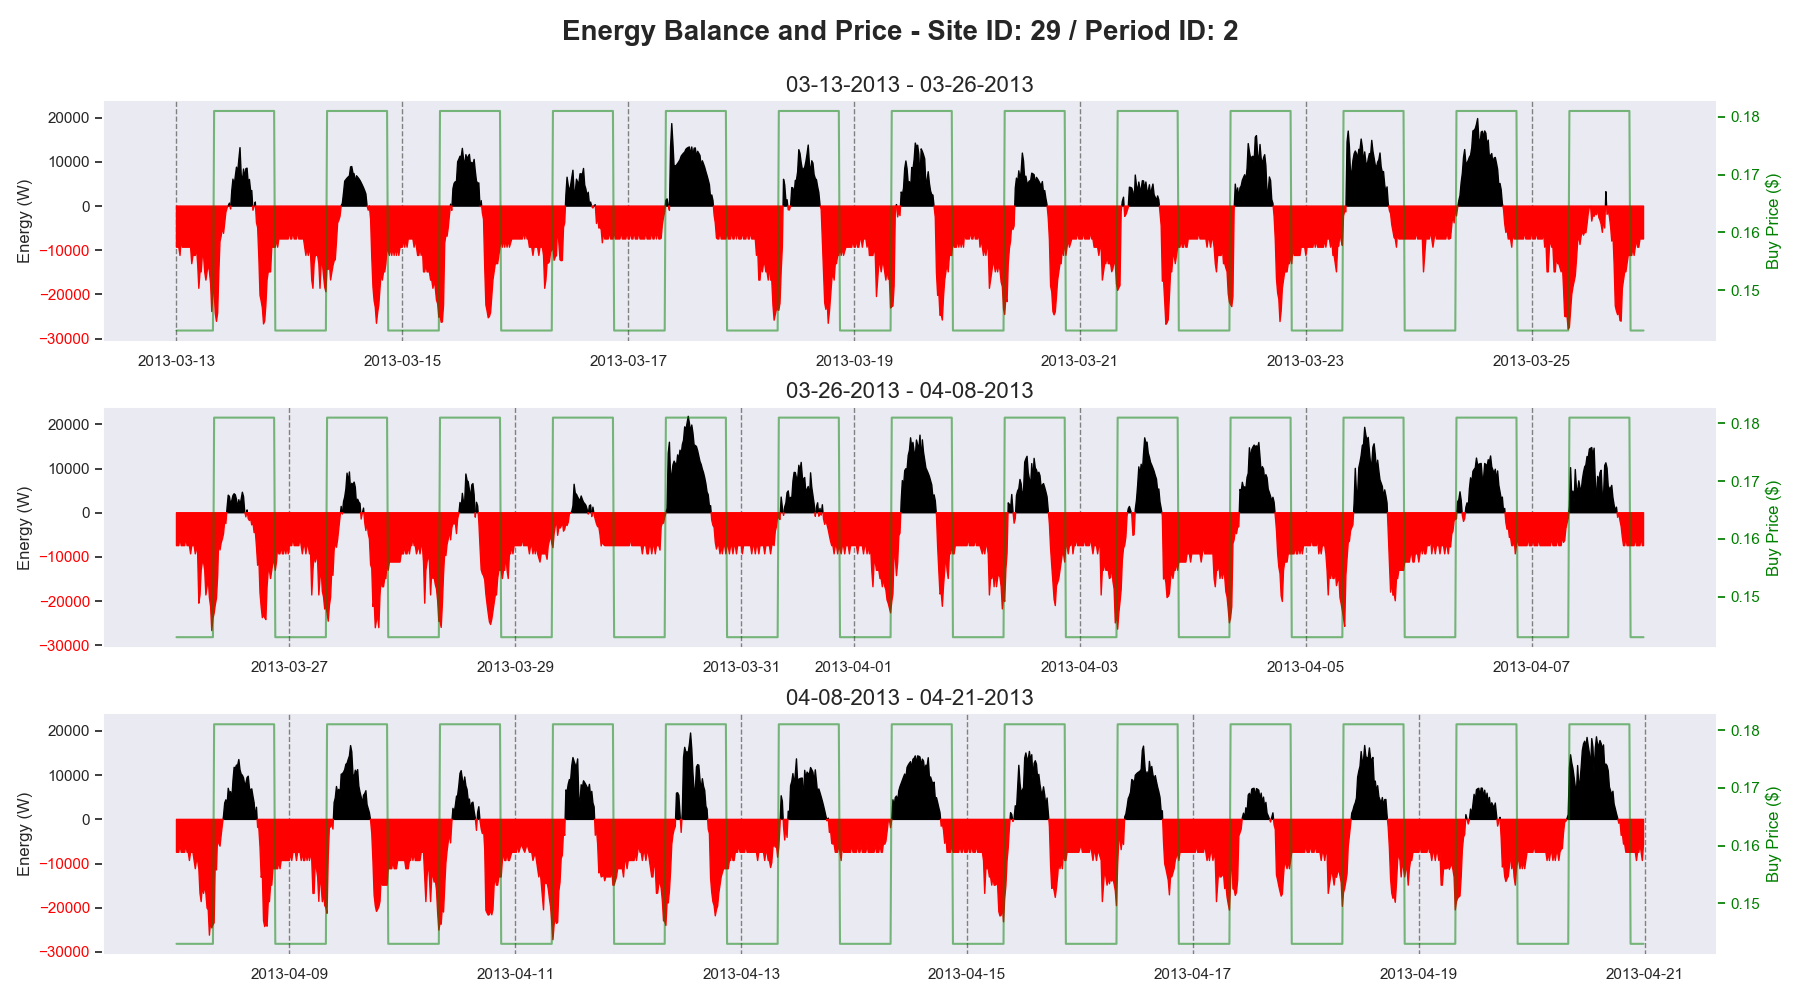 Energy Balance and Price - Site ID: 29 / Period ID: 2
03-13-2013 - 03-26-2013
Energy (W)
20000
10000
0
−10000
−20000
−30000
0.18
0.17
0.16
0.15
Buy Price ($)
2013-03-13 2013-03-15 2013-03-17 2013-03-19 2013-03-21 2013-03-23 2013-03-25
03-26-2013 - 04-08-2013
Energy (W)
20000
10000
0
−10000
−20000
−30000
0.18
0.17
0.16
0.15
Buy Price ($)
2013-03-27 2013-03-29 2013-03-31 2013-04-01 2013-04-03 2013-04-05 2013-04-07
04-08-2013 - 04-21-2013
Energy (W)
20000
10000
0
−10000
−20000
−30000
0.18
0.17
0.16
0.15
Buy Price ($)
2013-04-09 2013-04-11 2013-04-13 2013-04-15 2013-04-17 2013-04-19 2013-04-21